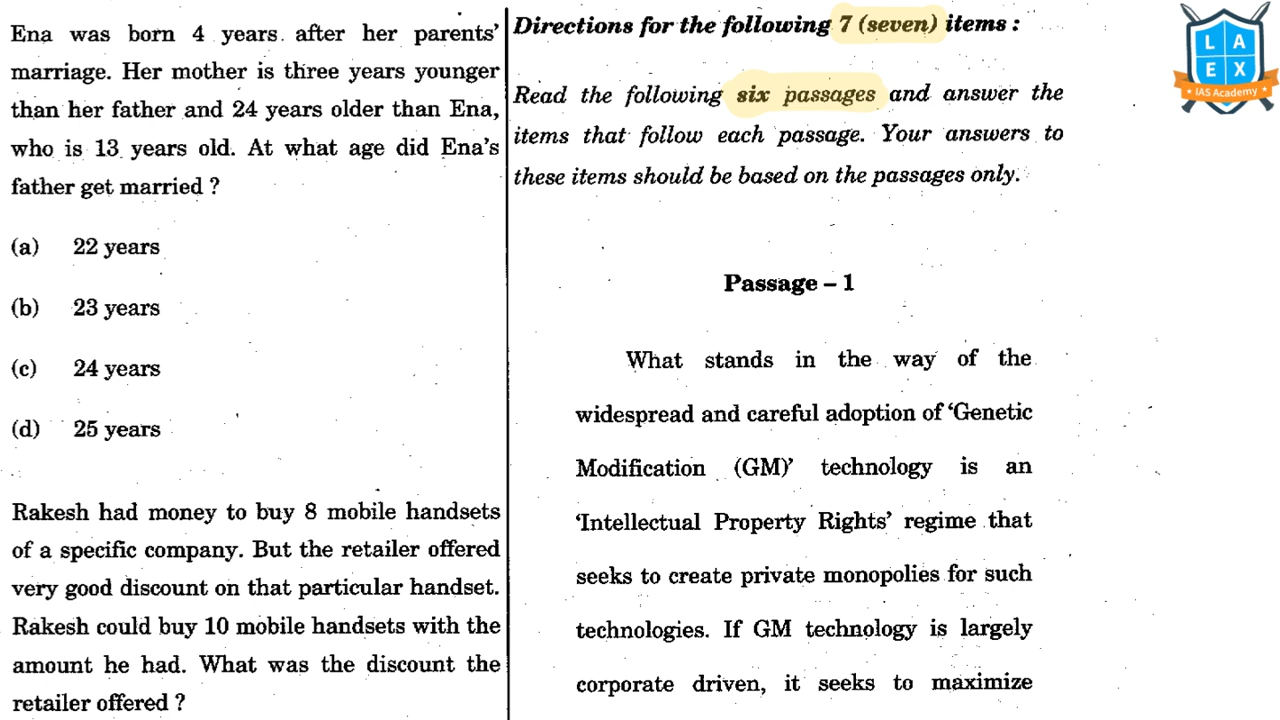 Ena was born 4 years after her parents'
marriage. Her mother is three years younger
than her father and 24 years older than Ena,
who is 13 years old. At what age did Ena's
father get married ?
(a) 22 years
(b) 23 years
(c) 24 years
(d) 25 years
Rakesh had money to buy 8 mobile handsets
of a specific company. But the retailer offered
very good discount on that particular handset.
Rakesh could buy 10 mobile handsets with the
amount he had. What was the discount the
retailer offered ?
Directions for the following 7 (seven) items :
Read the following six passages and answer the
items that follow each passage. Your answers to
these items should be based on the passages only.
Passage – 1
What stands in the way of the
widespread and careful adoption of 'Genetic
Modification (GM)' technology is an
'Intellectual Property Rights' regime that
seeks to create private monopolies for such
technologies. If GM technology is largely
corporate driven, it seeks to maximize
L A
E X
IAS Academy